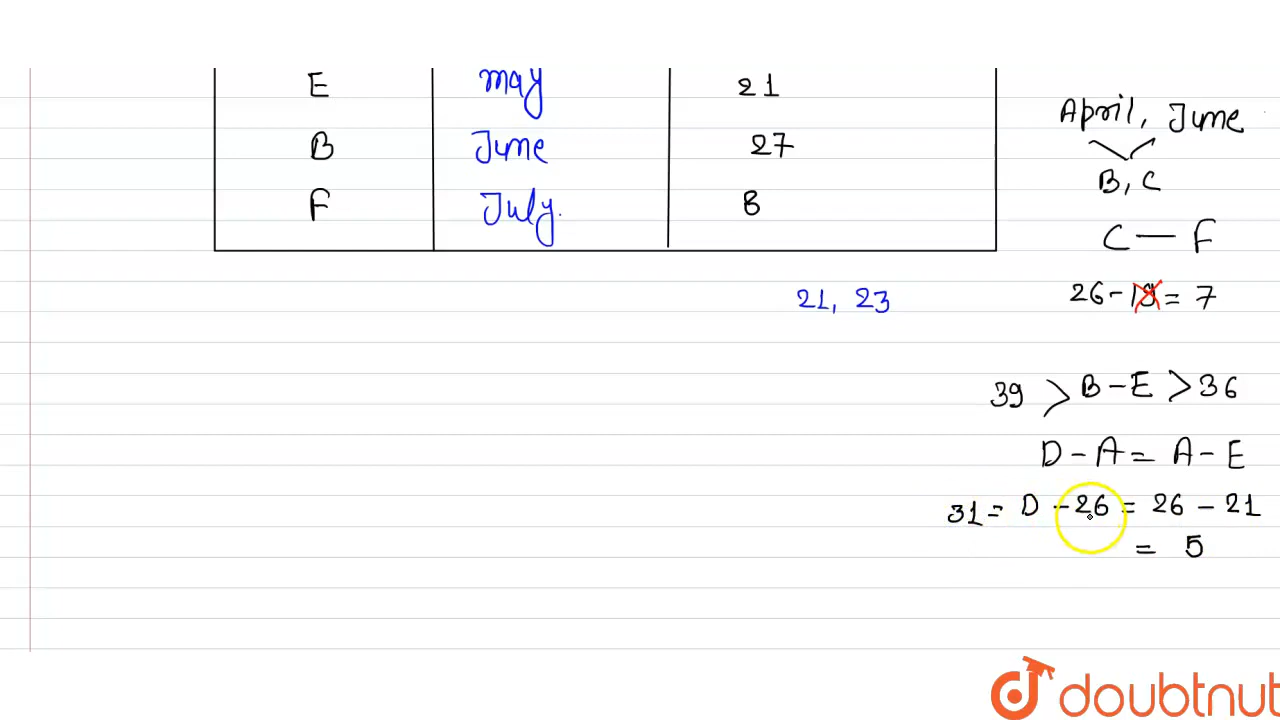 E may 21
B June 27
F July. 8
21, 23
April, June
B, C
C — F
26 - 19 = 7
39 > B - E > 36
D - A = A - E
31 = D - 26 = 26 - 21
= 5
doubtnut